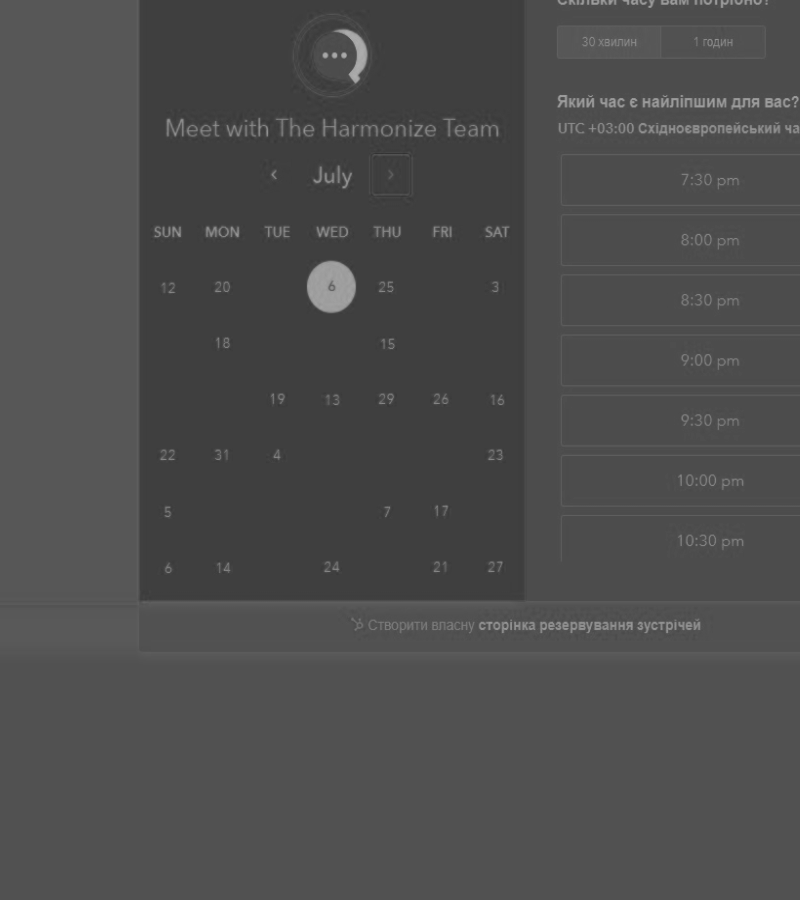 Meet with The Harmonize Team
July
SUN MON TUE WED THU FRI SAT
12 20 6 25 3
18 15
19 13 29 26 16
22 31 4 23
5 7 17
6 14 24 21 27
Скільки часу вам потрібно?
30 хвилин 1 годин
Який час є найліпшим для вас?
UTC +03:00 Східноєвропейський ча
7:30 pm
8:00 pm
8:30 pm
9:00 pm
9:30 pm
10:00 pm
10:30 pm
Створити власну сторінка резервування зустрічей